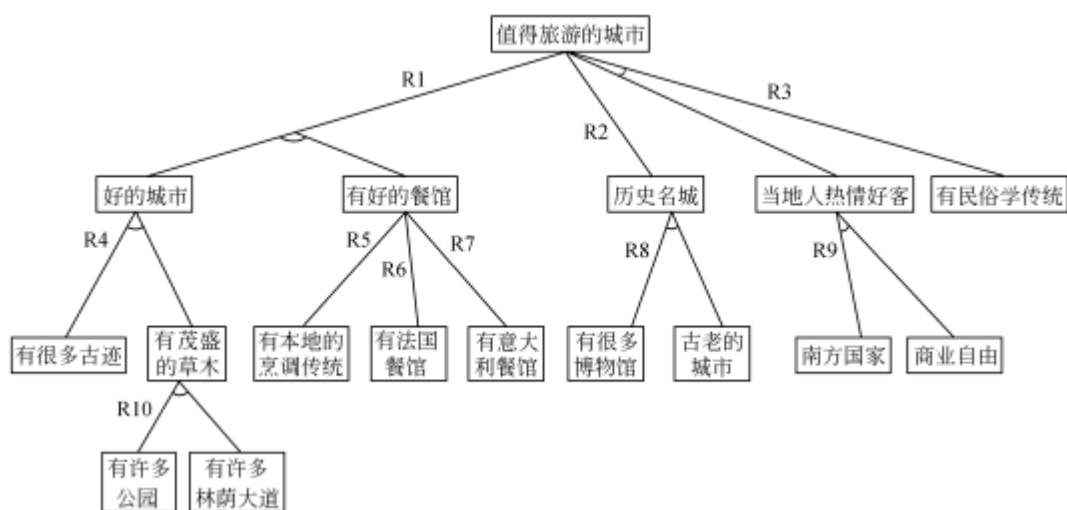 值得旅游的城市
R1
R2
R3
好的城市
有好的餐馆
历史名城
当地人热情好客
有民俗学传统
R4
R5
R6
R7
R8
R9
有很多古迹
有茂盛
的草木
有本地的
烹调传统
有法国
餐馆
有意大
利餐馆
有很多
博物馆
古老的
城市
南方国家
商业自由
R10
有许多
公园
有许多
林荫大道